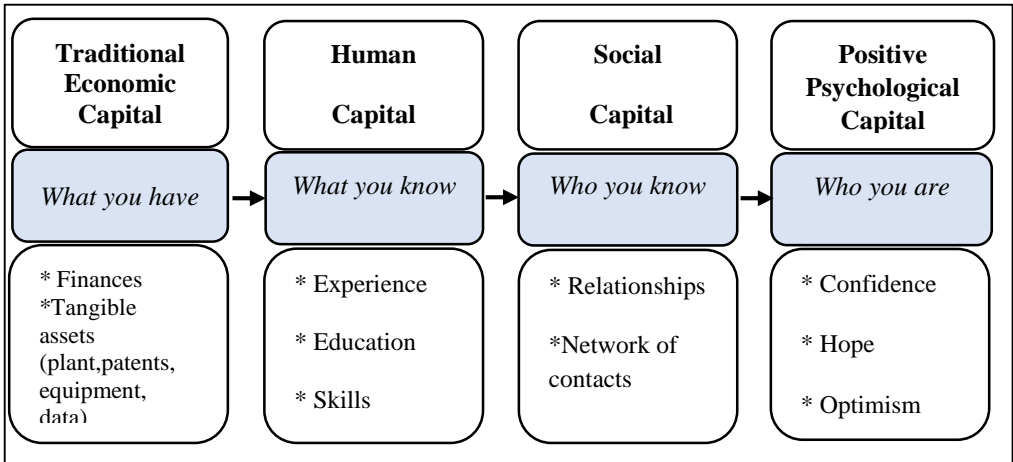 Traditional
Economic
Capital
What you have
* Finances
*Tangible
assets
(plant,patents,
equipment,
data)
Human
Capital
What you know
* Experience
* Education
* Skills
Social
Capital
Who you know
* Relationships
*Network of
contacts
Positive
Psychological
Capital
Who you are
* Confidence
* Hope
* Optimism